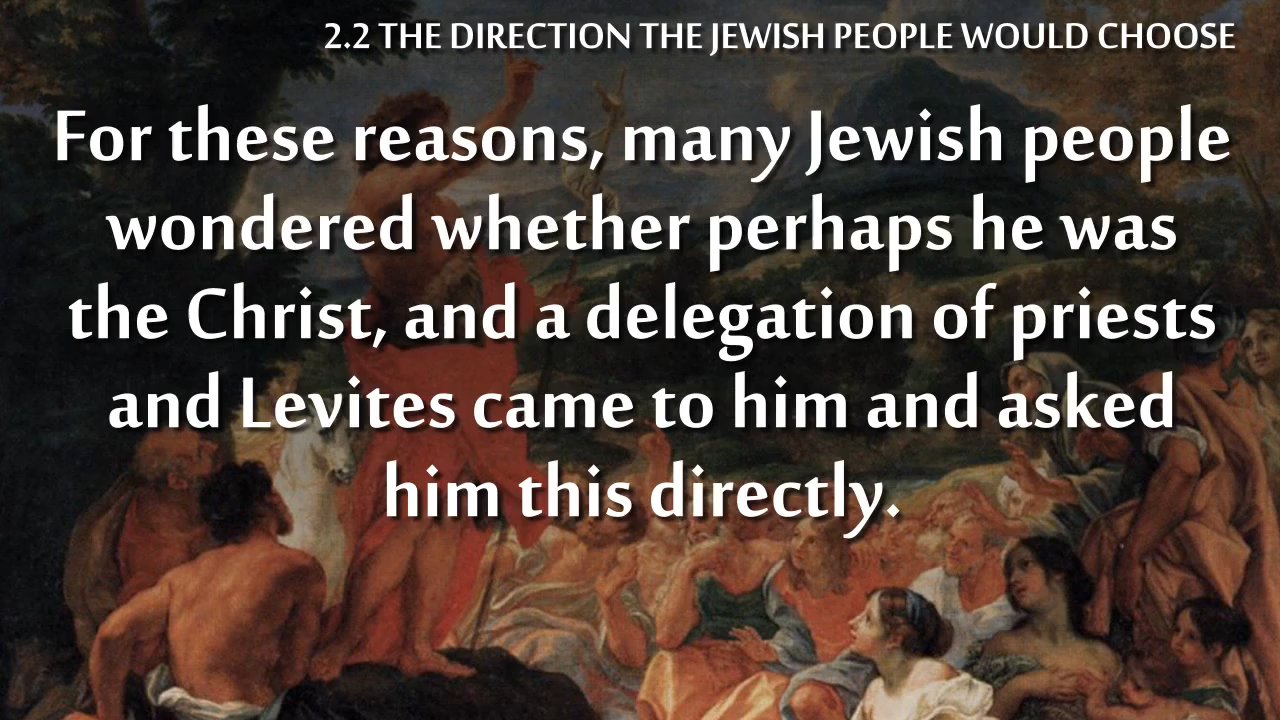 2.2 THE DIRECTION THE JEWISH PEOPLE WOULD CHOOSE
For these reasons, many Jewish people
wondered whether perhaps he was
the Christ, and a delegation of priests
and Levites came to him and asked
him this directly.